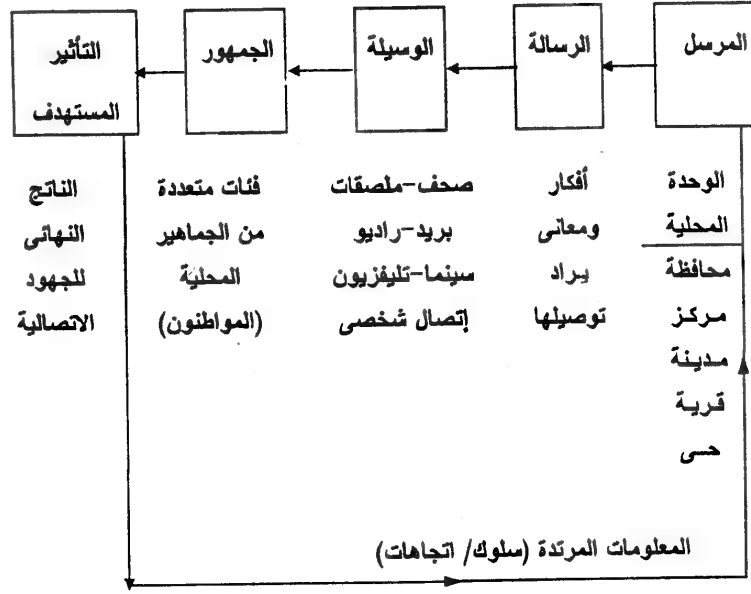 المرسل
الرسالة
الوسيلة
الجمهور
التأثير
المستهدف
الوحدة
المحلية
محافظة
مركز
مدينة
قرية
حى
أفكار
ومعانى
يراد
توصيلها
صحف-ملصقات
بريد-راديو
سينما-تليفزيون
إتصال شخصى
فئات متعددة
من الجماهير
المحلية
(المواطنون)
الناتج
النهائى
للجهود
الاتصالية
المعلومات المرتدة (سلوك/ اتجاهات)